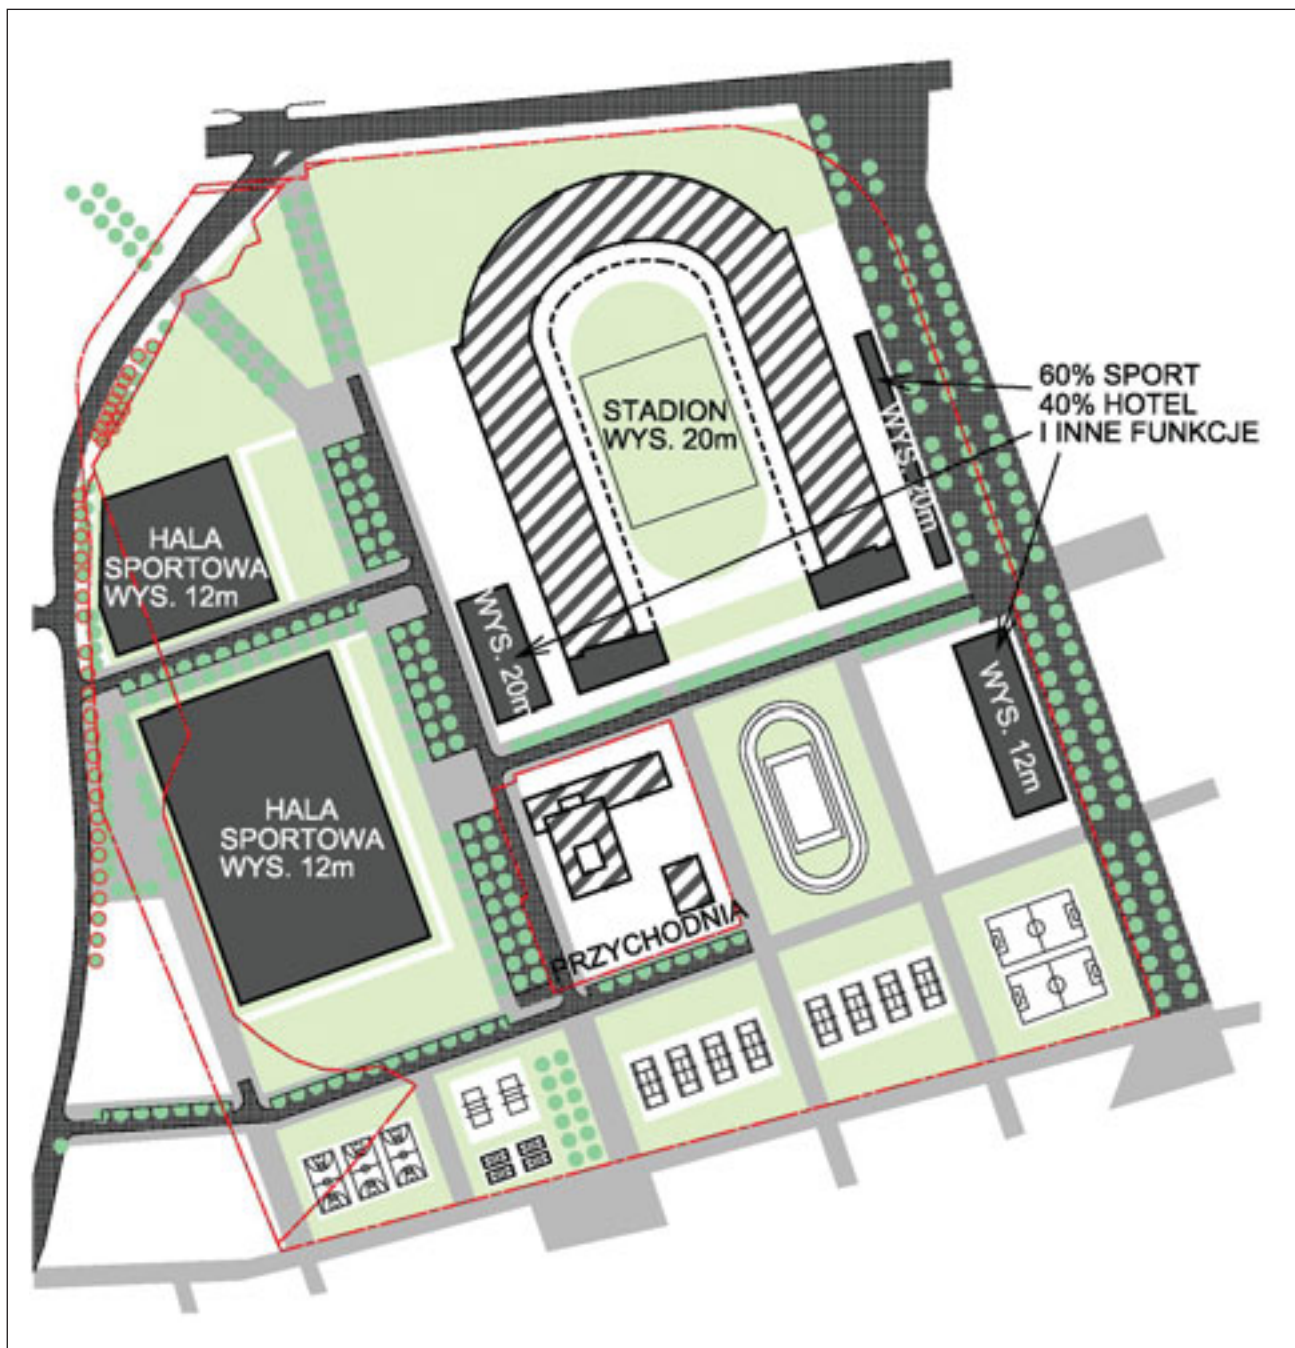 60% SPORT
40% HOTEL
I INNE FUNKCJE
STADION
WYS. 20m
WYS. 20m
HALA
SPORTOWA
WYS. 12m
WYS. 20m
WYS. 12m
HALA
SPORTOWA
WYS. 12m
PRZYCHODNIA